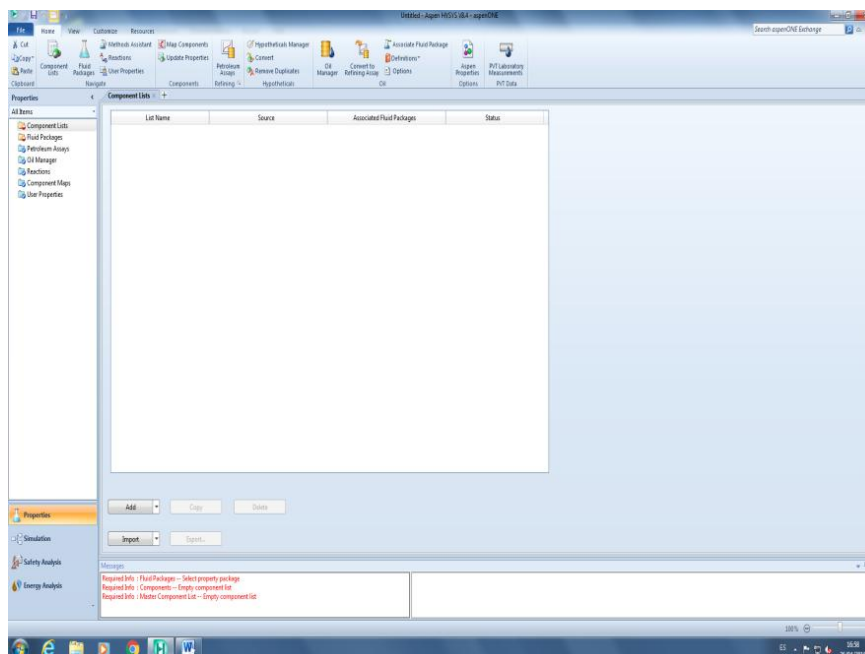 Untitled - Aspen HYSYS V8.4 - aspenONE
File Home View Customize Resources
Search aspenONE Exchange
Cut
Copy
Paste
Clipboard
Component Lists
Fluid Packages
Methods Assistant
Reactions
User Properties
Navigate
Map Components
Update Properties
Components
Petroleum Assays
Refining
Hypotheticals Manager
Convert
Remove Duplicates
Hypotheticals
Oil Manager
Convert to Refining Assay
Associate Fluid Package
Definitions
Options
Oil
Aspen Properties
Options
PVT Laboratory Measurements
PVT Data
Properties
All Items
Component Lists
Fluid Packages
Petroleum Assays
Oil Manager
Reactions
Component Maps
User Properties
Properties
Simulation
Safety Analysis
Energy Analysis
Component Lists
List Name Source Associated Fluid Packages Status
Add Copy Delete
Import Export...
Messages
Required Info : Fluid Packages -- Select property package
Required Info : Components -- Empty component list
Required Info : Master Component List -- Empty component list
100%
ES
16:58